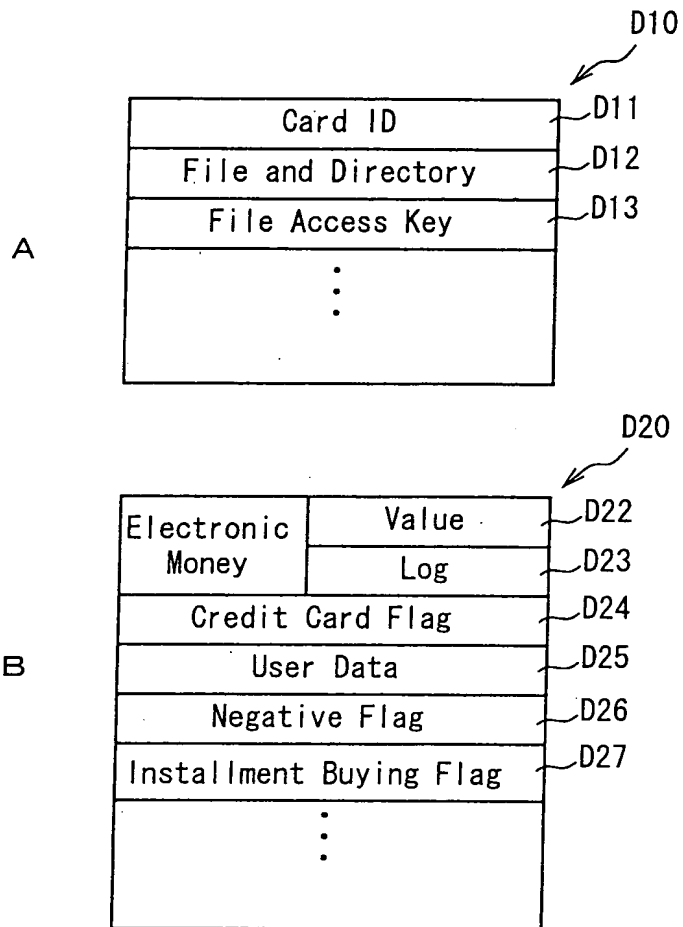 D10
Card ID D11
File and Directory D12
File Access Key D13
A
D20
Electronic Money
Value D22
Log D23
Credit Card Flag D24
User Data D25
B
Negative Flag D26
Installment Buying Flag D27